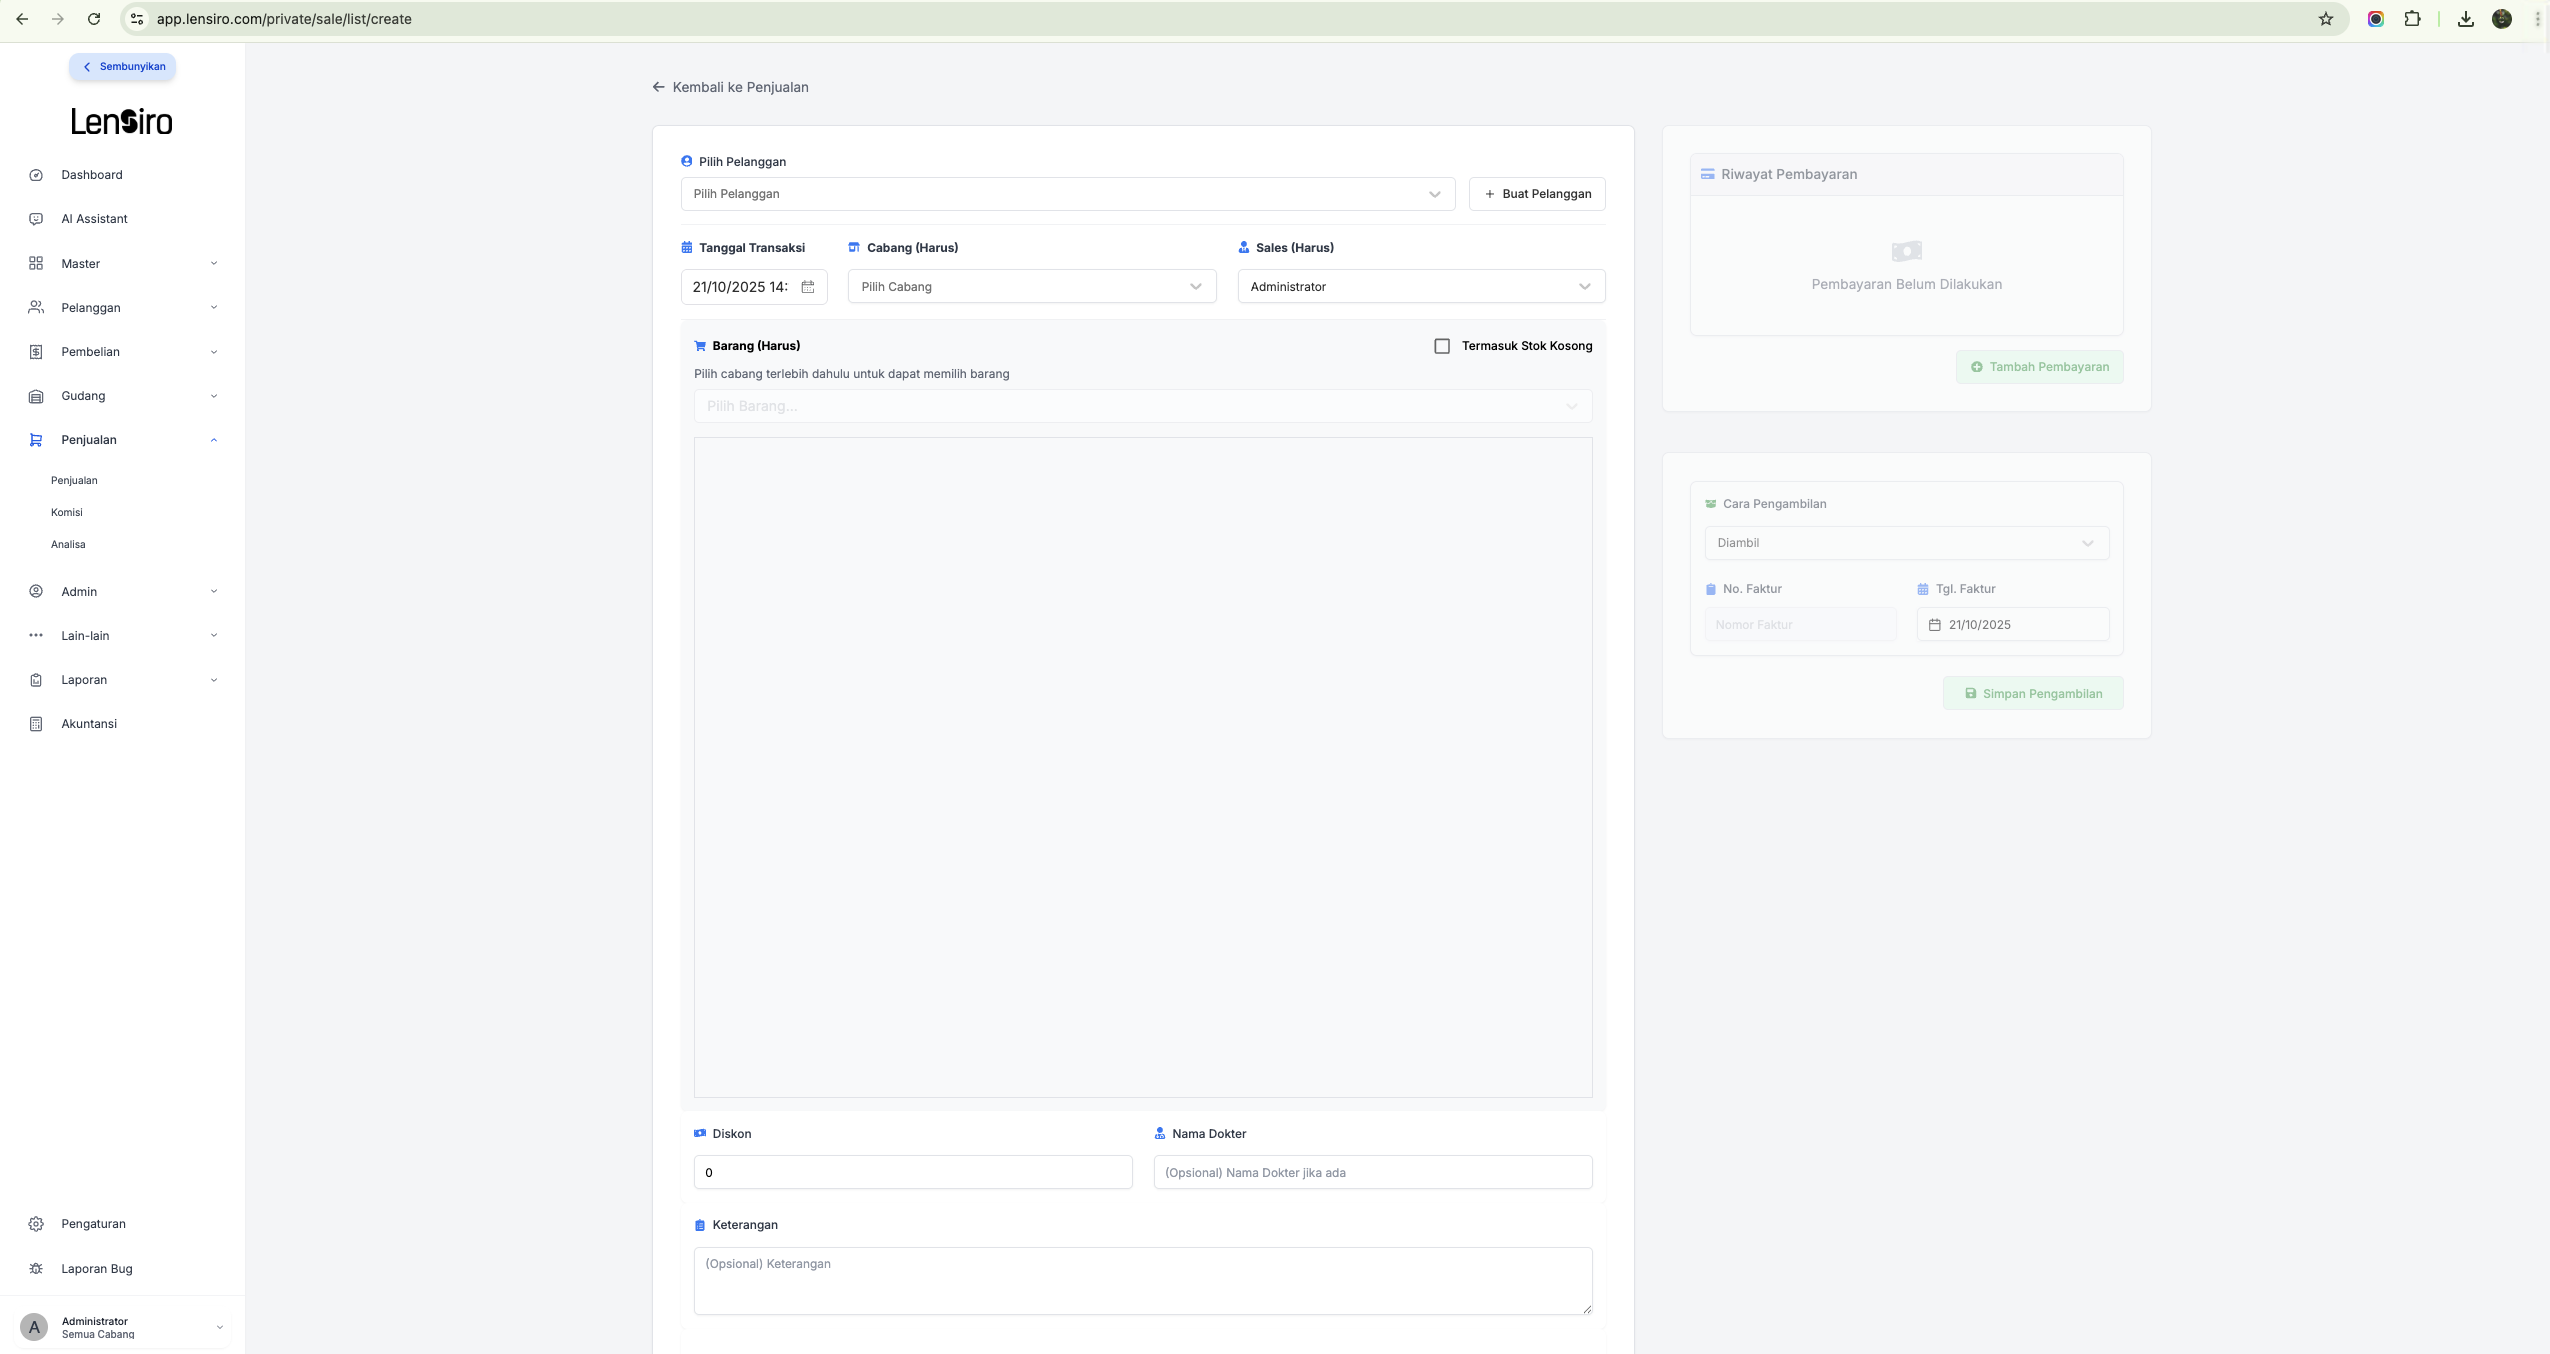 app.lensiro.com/private/sale/list/create
Sembunyikan
LenSiro
Dashboard
AI Assistant
Master
Pelanggan
Pembelian
Gudang
Penjualan
Penjualan
Komisi
Analisa
Admin
Lain-lain
Laporan
Akuntansi
Pengaturan
Laporan Bug
A
Administrator
Semua Cabang
Kembali ke Penjualan
Pilih Pelanggan
Pilih Pelanggan
Buat Pelanggan
Tanggal Transaksi
21/10/2025 14:
Cabang (Harus)
Pilih Cabang
Sales (Harus)
Administrator
Barang (Harus)
Termasuk Stok Kosong
Pilih cabang terlebih dahulu untuk dapat memilih barang
Pilih Barang...
Diskon
0
Nama Dokter
(Opsional) Nama Dokter jika ada
Keterangan
(Opsional) Keterangan
Riwayat Pembayaran
Pembayaran Belum Dilakukan
Tambah Pembayaran
Cara Pengambilan
Diambil
No. Faktur
Nomor Faktur
Tgl. Faktur
21/10/2025
Simpan Pengambilan